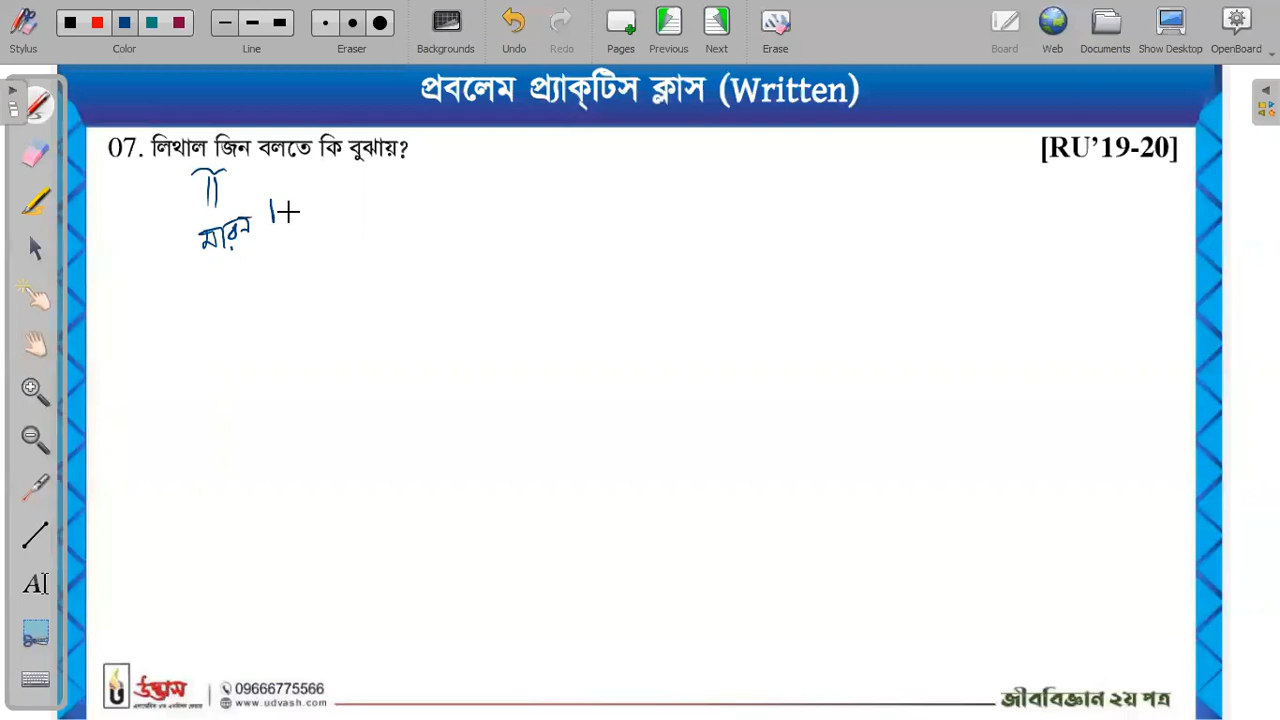 Stylus
Color
Line
Eraser
Backgrounds
Undo
Redo
Pages
Previous
Next
Erase
Board
Web
Documents
Show Desktop
OpenBoard
প্রবলেম প্র্যাক্টিস ক্লাস (Written)
07. লিথাল জিন বলতে কি বুঝায়? [RU’19-20]
মারন
উদ্ভাস
09666775566
www.udvash.com
জীববিজ্ঞান ২য় পত্র